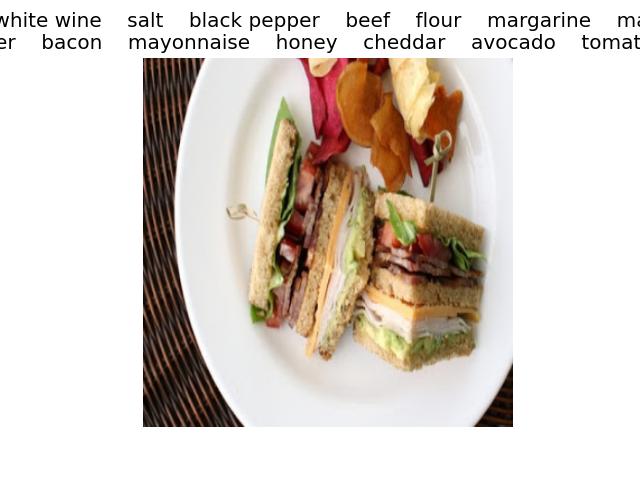 white wine salt black pepper beef flour margarine
bacon mayonnaise honey cheddar avocado